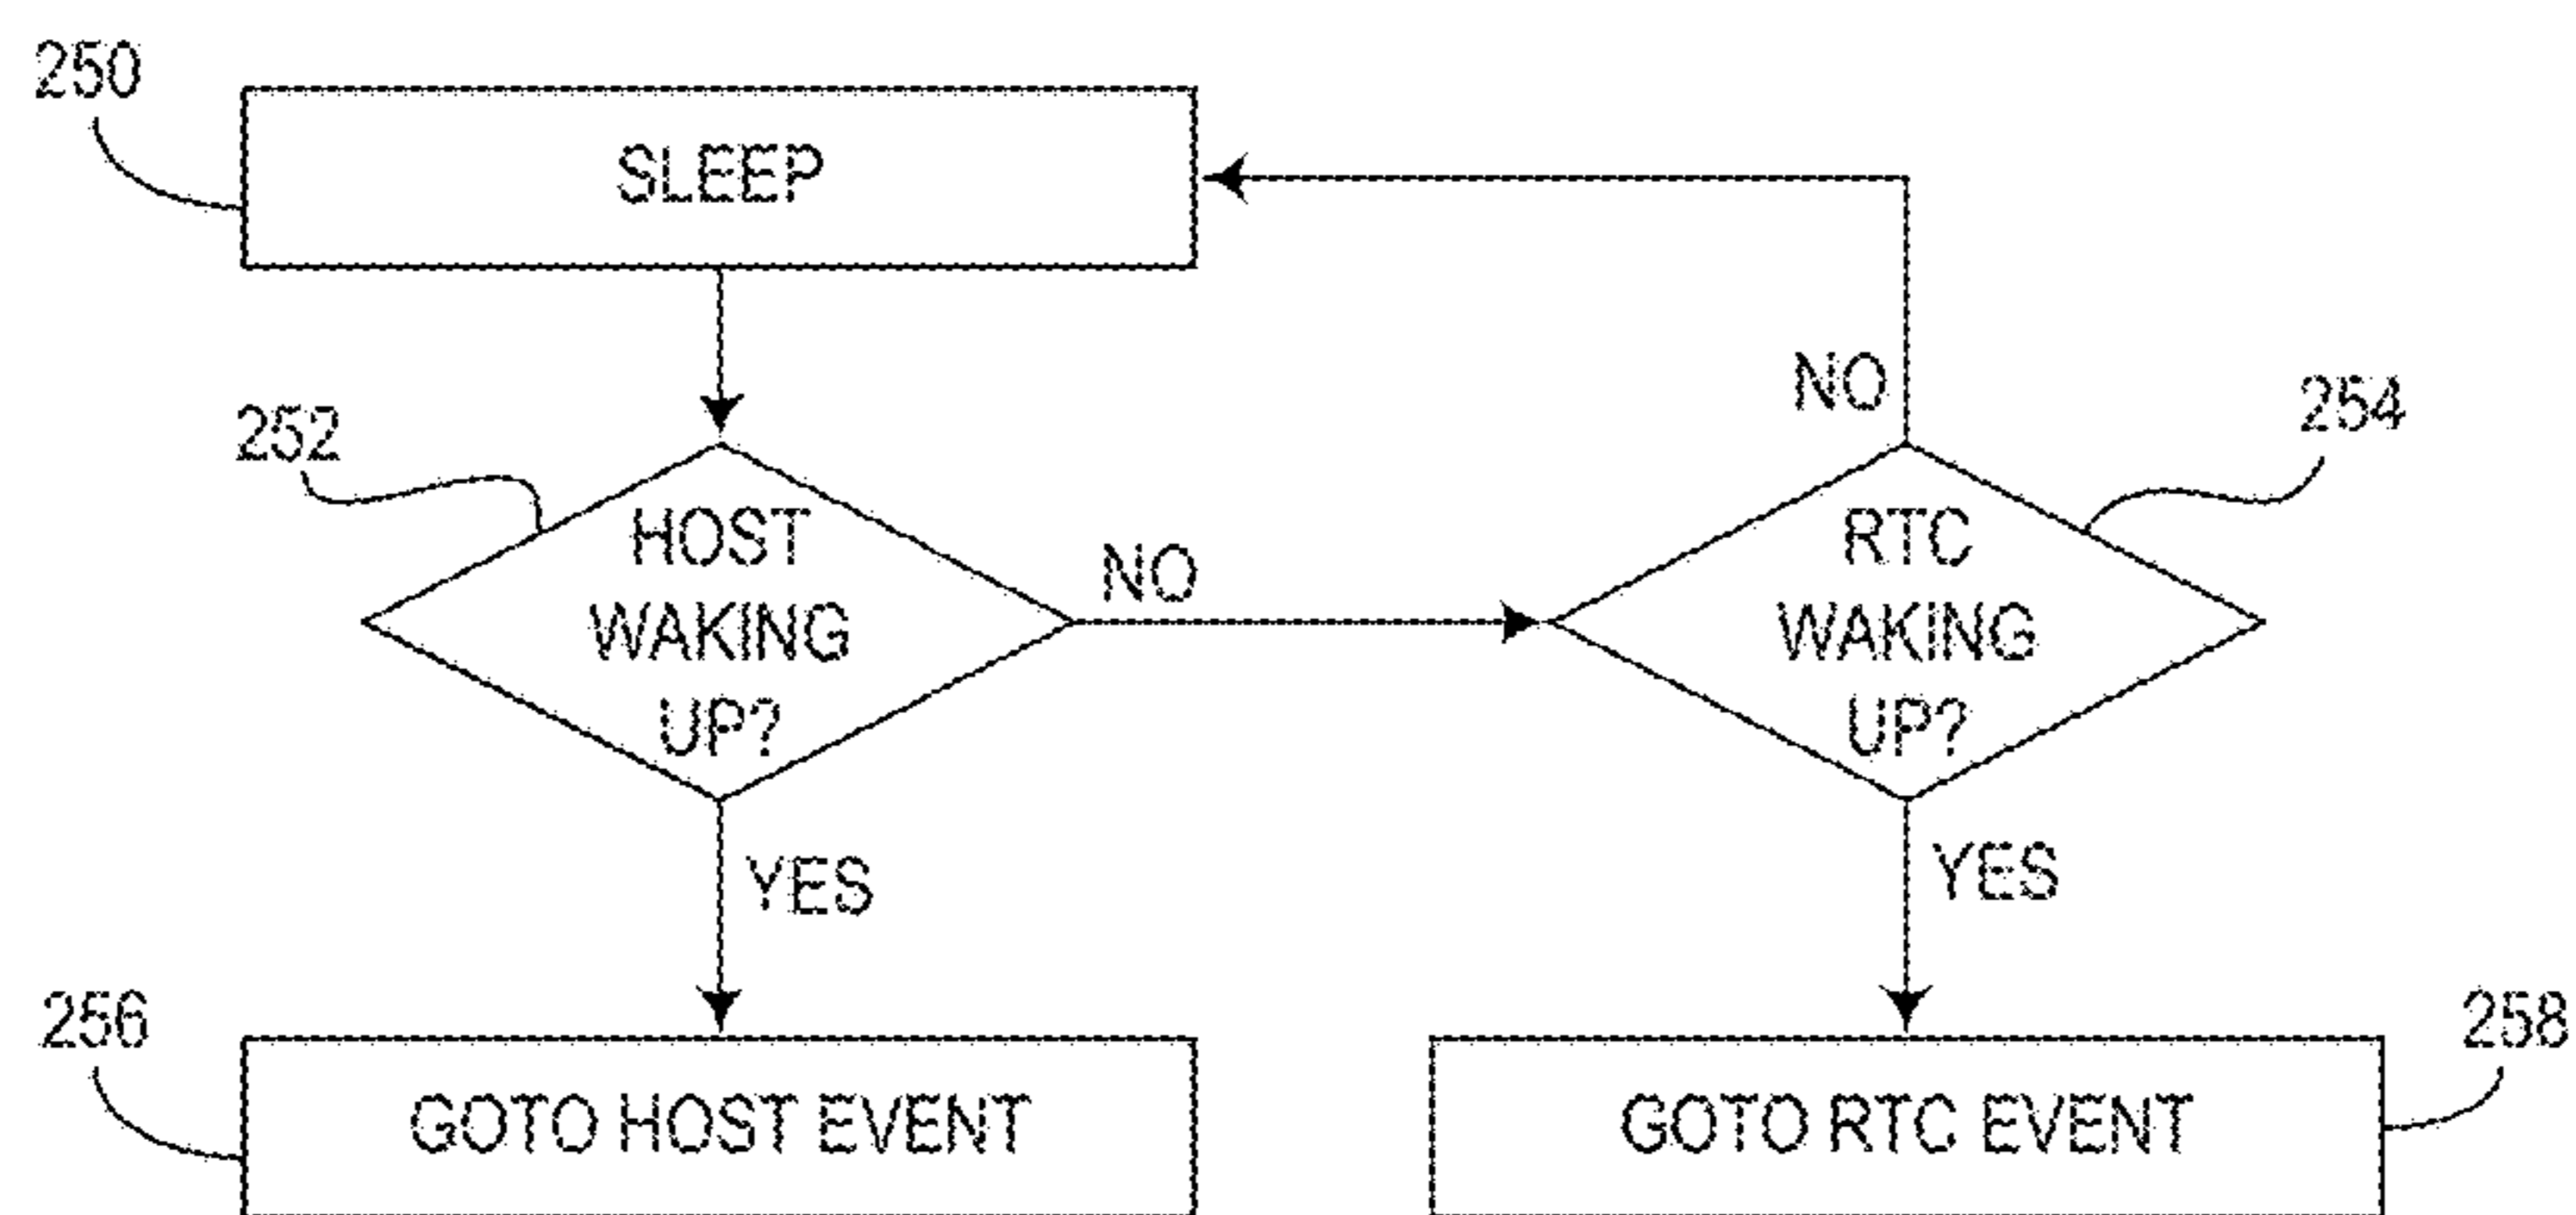 250
SLEEP
252
HOST
WAKING
UP?
NO
RTC
WAKING
UP?
254
NO
YES
YES
256
GOTO HOST EVENT
GOTO RTC EVENT
258